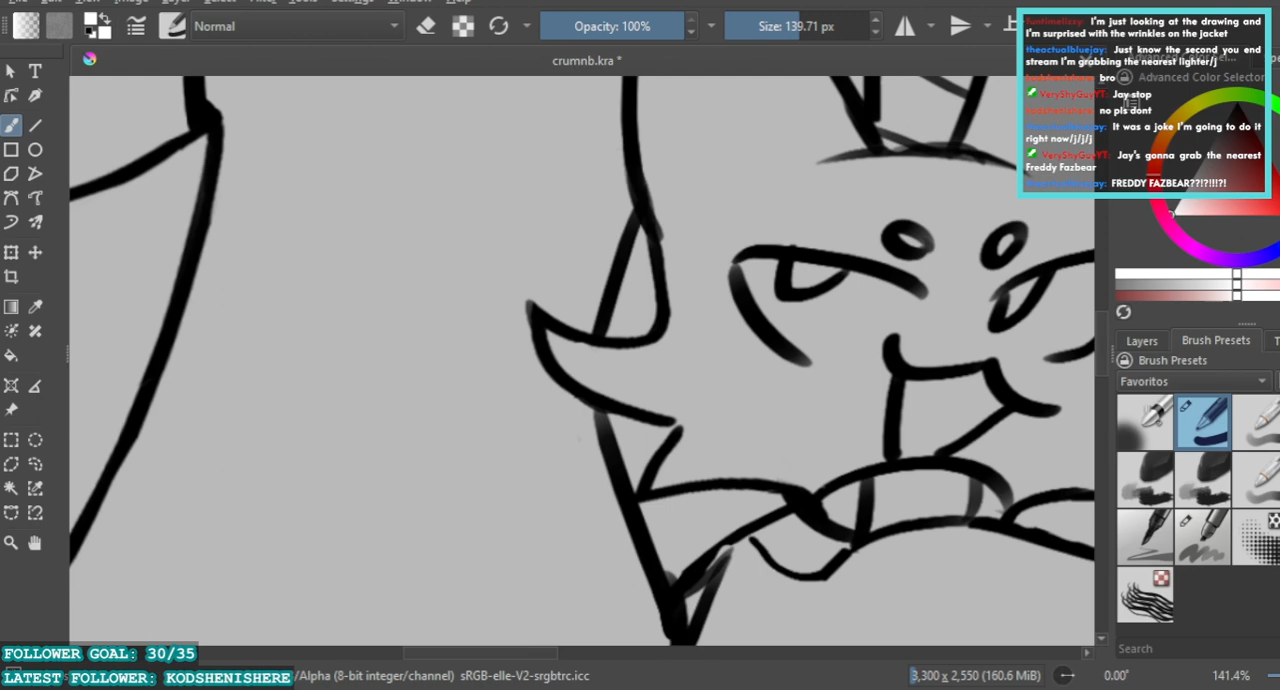 Normal
Opacity: 100%
Size: 139.71 px
crumnb.kra *
funtimelizzy: I'm just looking at the drawing and
I'm surprised with the wrinkles on the jacket
theactualbluejay: Just know the second you end
stream I'm grabbing the nearest lighter/j
bro
VeryShyGuyYT: Jay stop
no pls dont
theactualbluejay: It was a joke I'm going to do it
right now/j/j/j
VeryShyGuyYT: Jay's gonna grab the nearest
Freddy Fazbear
theactualbluejay: FREDDY FAZBEAR??!?!!!?!
Advanced Color Selector
Layers
Brush Presets
T
Brush Presets
Favoritos
Search
FOLLOWER GOAL: 30/35
LATEST FOLLOWER: KODSHENISHERE
/Alpha (8-bit integer/channel) sRGB-elle-V2-srgbtrc.icc
3,300 x 2,550 (160.6 MiB)
0.00°
141.4%